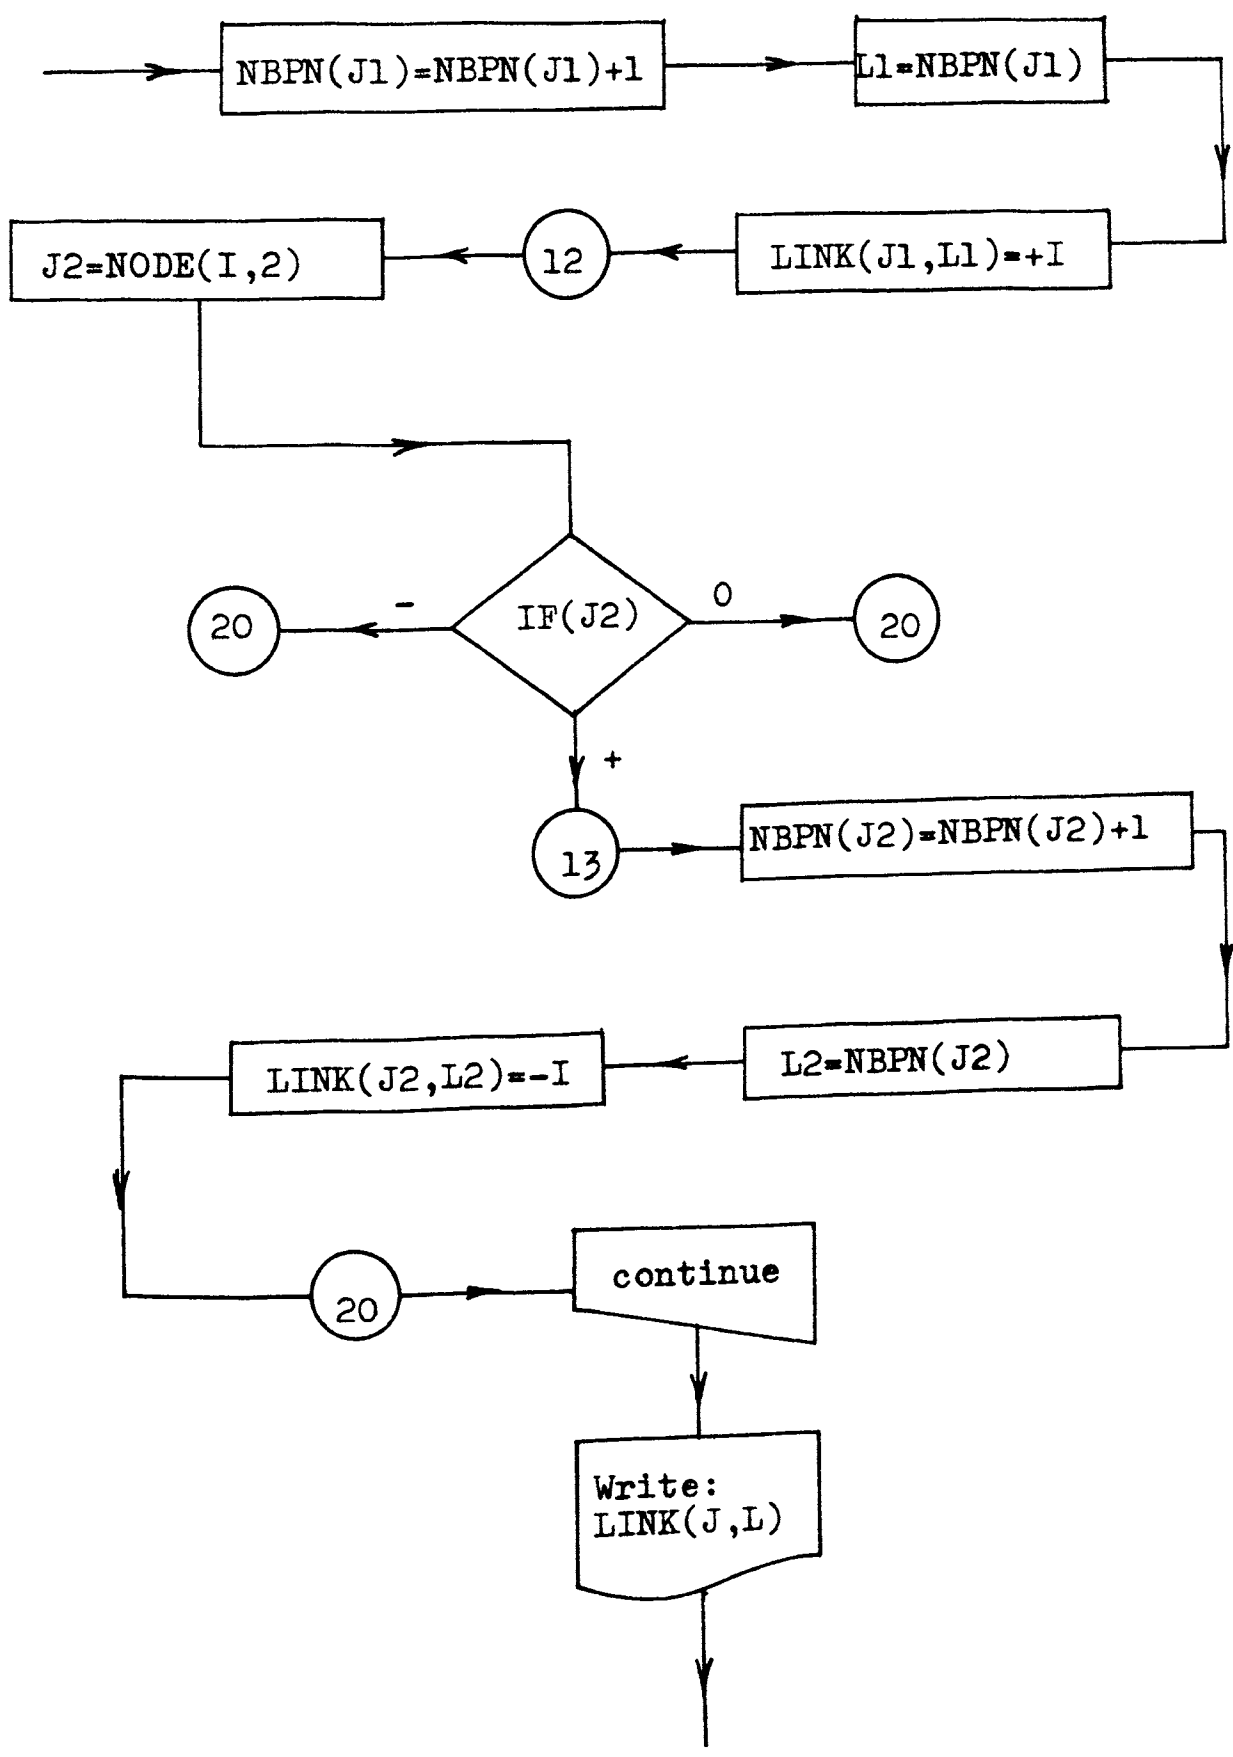 NBPN(J1)=NBPN(J1)+1
L1=NBPN(J1)
LINK(J1,L1)=+I
12
J2=NODE(I,2)
IF(J2)
-
20
0
20
+
13
NBPN(J2)=NBPN(J2)+1
L2=NBPN(J2)
LINK(J2,L2)=-I
20
continue
Write:
LINK(J,L)